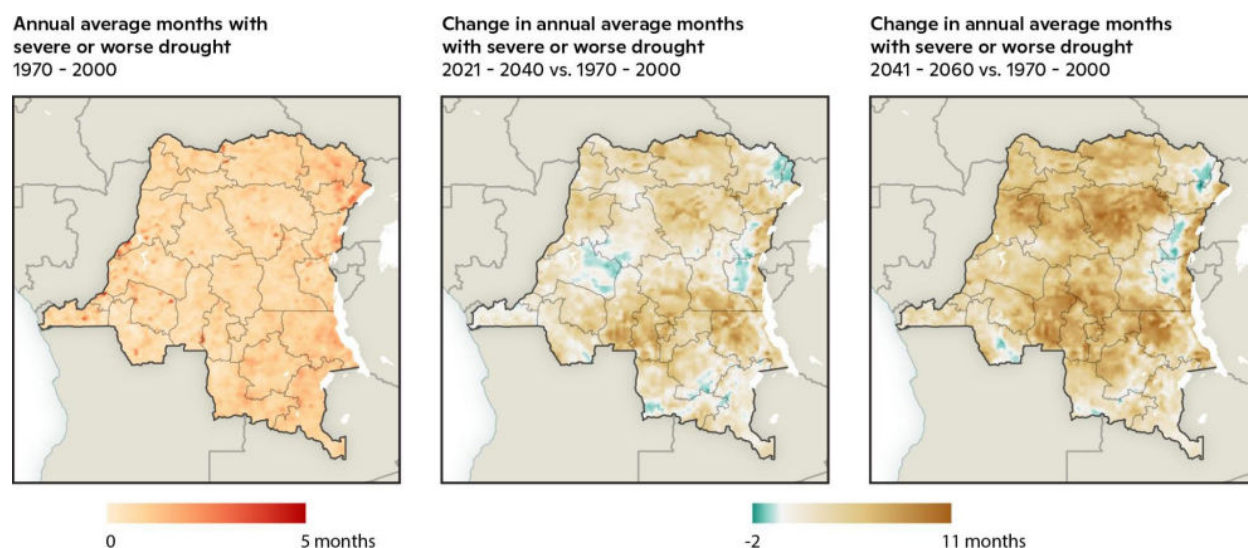 Annual average months with
severe or worse drought
1970 - 2000
Change in annual average months
with severe or worse drought
2021 - 2040 vs. 1970 - 2000
Change in annual average months
with severe or worse drought
2041 - 2060 vs. 1970 - 2000
0
5 months
-2
11 months